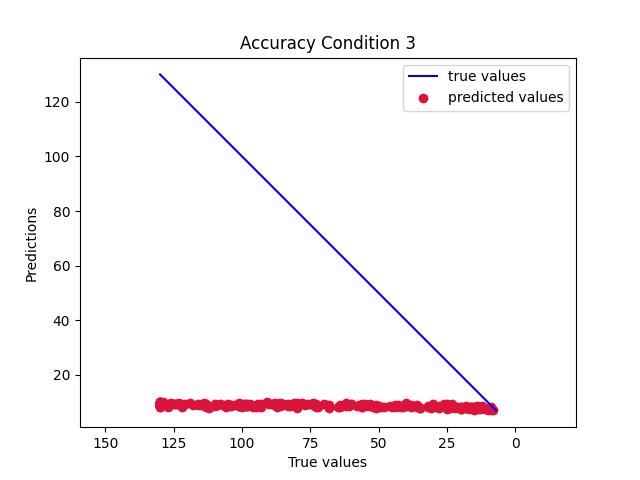 Accuracy Condition 3
true values
predicted values
120
100
80
60
40
20
Predictions
150
125
100
75
50
25
0
True values